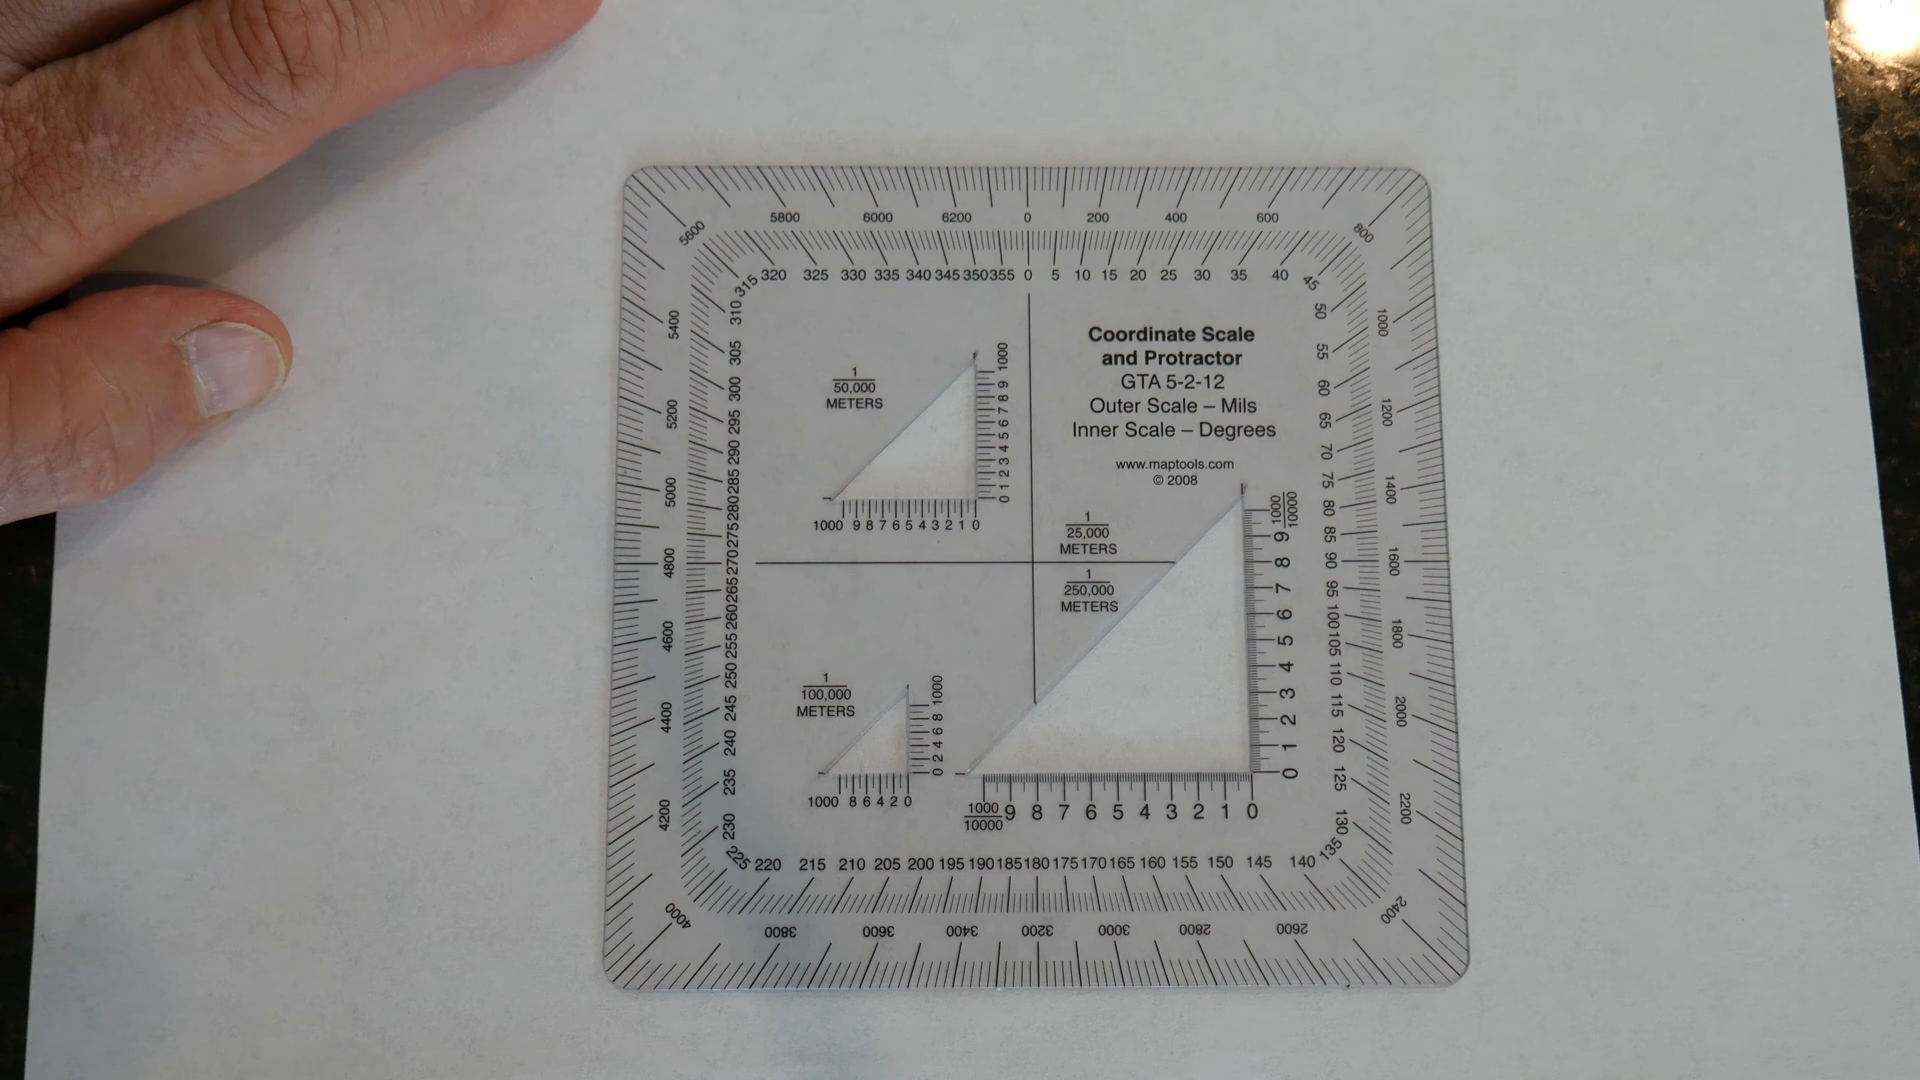 5600 5800 6000 6200 0 200 400 600 800
315 320 325 330 335 340 345 350 355 0 5 10 15 20 25 30 35 40 45
5400 5200 5000 4800 4600 4400 4200 4000
310 305 300 295 290 285 280 275 270 265 260 255 250 245 240 235 230 225
1
50,000
METERS
1000 9 8 7 6 5 4 3 2 1 0
1000 9 8 7 6 5 4 3 2 1 0
Coordinate Scale
and Protractor
GTA 5-2-12
Outer Scale – Mils
Inner Scale – Degrees
www.maptools.com
© 2008
1
25,000
METERS
1
250,000
METERS
1000
10000
9 8 7 6 5 4 3 2 1 0
1000
10000
9 8 7 6 5 4 3 2 1 0
1
100,000
METERS
1000 8 6 4 2 0
1000 8 6 4 2 0
50 55 60 65 70 75 80 85 90 95 100 105 110 115 120 125 130 135
1000 1200 1400 1600 1800 2000 2200 2400
220 215 210 205 200 195 190 185 180 175 170 165 160 155 150 145 140
3800 3600 3400 3200 3000 2800 2600